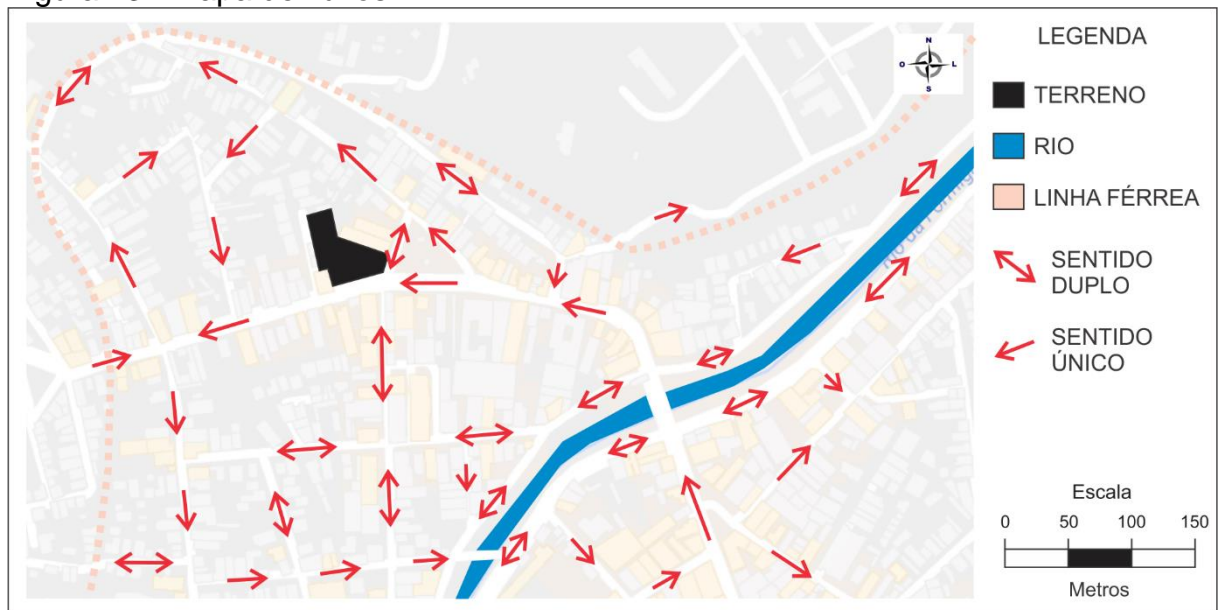 N
O
L
S
LEGENDA
TERRENO
RIO
LINHA FÉRREA
SENTIDO
DUPLO
SENTIDO
ÚNICO
Escala
0 50 100 150
Metros